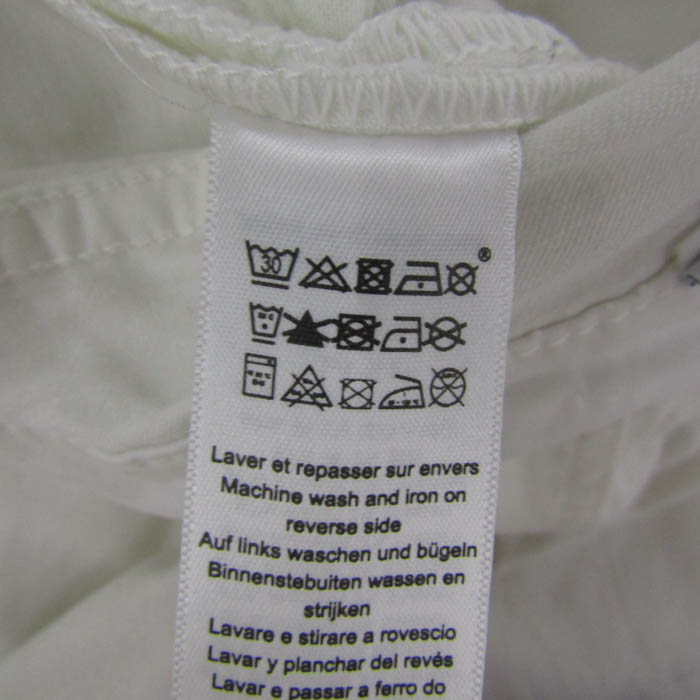 30 ®
Laver et repasser sur envers
Machine wash and iron on
reverse side
Auf links waschen und bügeln
Binnenstebuiten wassen en
strijken
Lavare e stirare a rovescio
Lavar y planchar del revés
Lavar e passar a ferro do